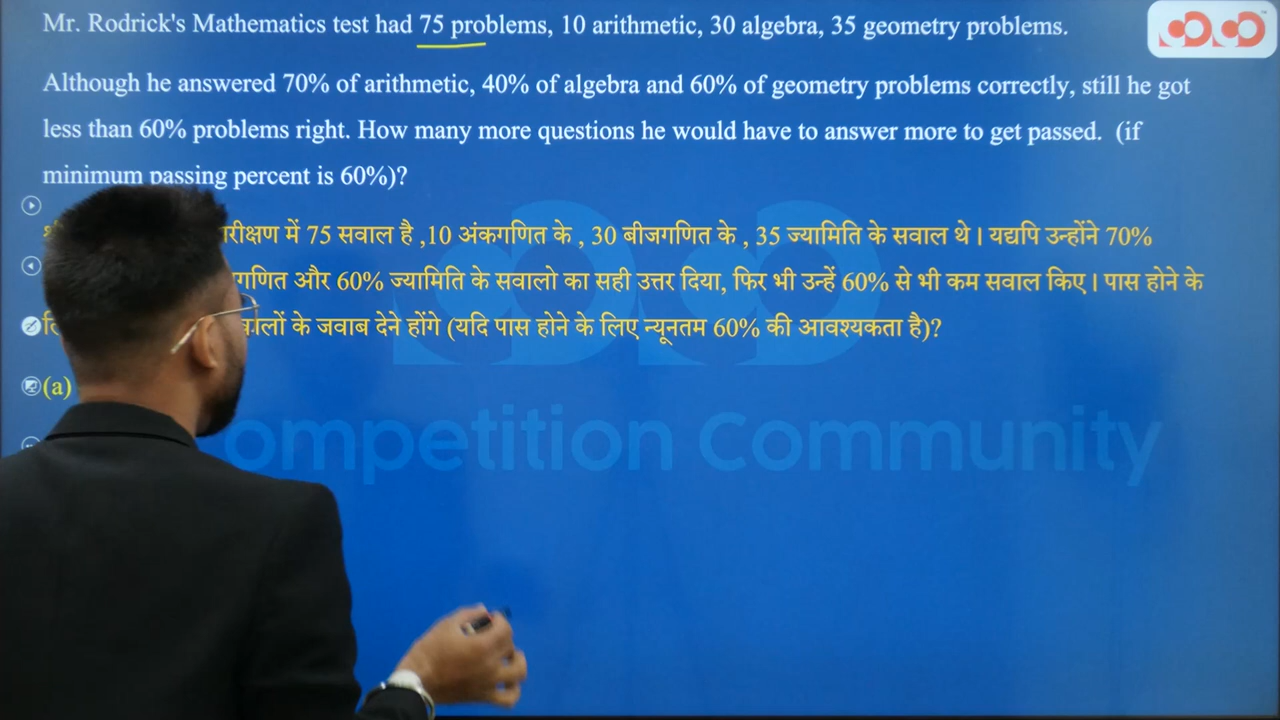 Mr. Rodrick's Mathematics test had 75 problems, 10 arithmetic, 30 algebra, 35 geometry problems.
Although he answered 70% of arithmetic, 40% of algebra and 60% of geometry problems correctly, still he got
less than 60% problems right. How many more questions he would have to answer more to get passed. (if
minimum passing percent is 60%)?
में 75 सवाल है ,10 अंकगणित के , 30 बीजगणित के , 35 ज्यामिति के सवाल थे। यद्यपि उन्होंने 70%
और 60% ज्यामिति के सवालो का सही उत्तर दिया, फिर भी उन्हें 60% से भी कम सवाल किए। पास होने के
के जवाब देने होंगे (यदि पास होने के लिए न्यूनतम 60% की आवश्यकता है)?
(a)
Community